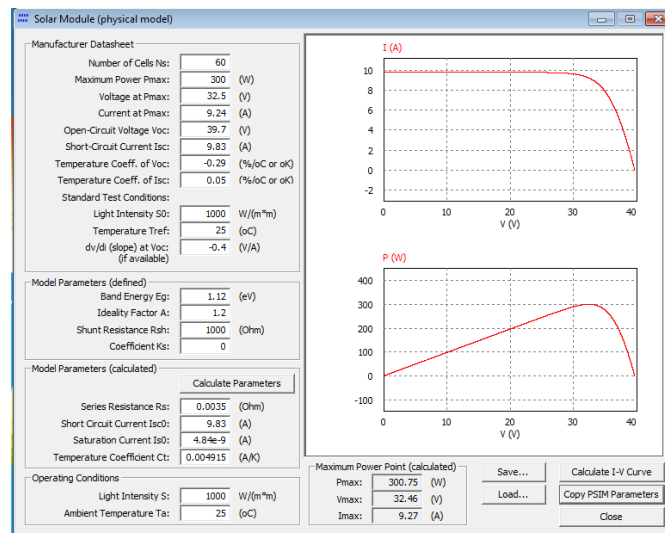 Solar Module (physical model)
Manufacturer Datasheet
Number of Cells Ns: 60
Maximum Power Pmax: 300 (W)
Voltage at Pmax: 32.5 (V)
Current at Pmax: 9.24 (A)
Open-Circuit Voltage Voc: 39.7 (V)
Short-Circuit Current Isc: 9.83 (A)
Temperature Coeff. of Voc: -0.29 (%/oC or oK)
Temperature Coeff. of Isc: 0.05 (%/oC or oK)
Standard Test Conditions:
Light Intensity S0: 1000 W/(m*m)
Temperature Tref: 25 (oC)
dv/di (slope) at Voc: -0.4 (V/A)
(if available)
Model Parameters (defined)
Band Energy Eg: 1.12 (eV)
Ideality Factor A: 1.2
Shunt Resistance Rsh: 1000 (Ohm)
Coefficient Ks: 0
Model Parameters (calculated)
Calculate Parameters
Series Resistance Rs: 0.0035 (Ohm)
Short Circuit Current Isc0: 9.83 (A)
Saturation Current Is0: 4.84e-9 (A)
Temperature Coefficient Ct: 0.004915 (A/K)
Operating Conditions
Light Intensity S: 1000 W/(m*m)
Ambient Temperature Ta: 25 (oC)
I (A)
10
8
6
4
2
0
-2
0 10 20 30 40
V (V)
P (W)
400
300
200
100
0
-100
0 10 20 30 40
V (V)
Maximum Power Point (calculated)
Pmax: 300.75 (W)
Vmax: 32.46 (V)
Imax: 9.27 (A)
Save...
Load...
Calculate I-V Curve
Copy PSIM Parameters
Close